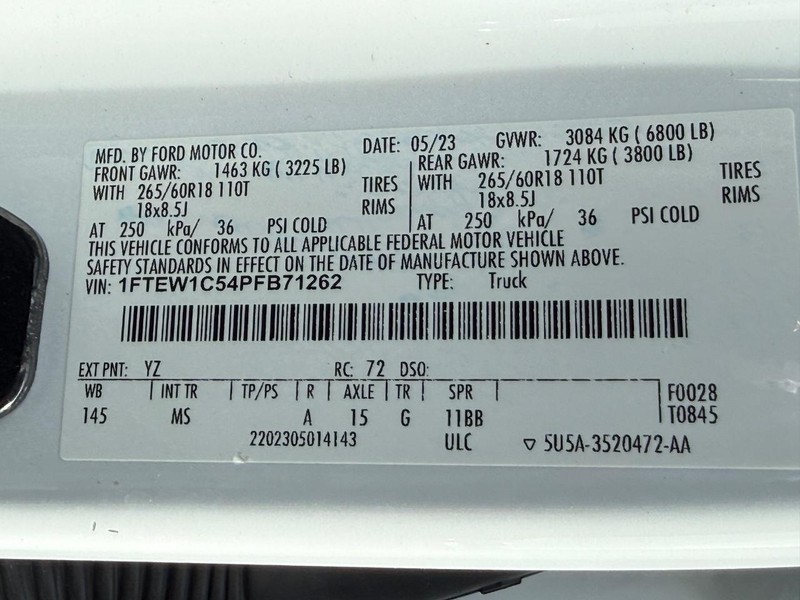 MFD. BY FORD MOTOR CO. DATE: 05/23 GVWR: 3084 KG ( 6800 LB)
FRONT GAWR: 1463 KG ( 3225 LB) REAR GAWR: 1724 KG ( 3800 LB)
WITH 265/60R18 110T TIRES WITH 265/60R18 110T TIRES
18x8.5J RIMS 18x8.5J RIMS
AT 250 kPa/ 36 PSI COLD AT 250 kPa/ 36 PSI COLD
THIS VEHICLE CONFORMS TO ALL APPLICABLE FEDERAL MOTOR VEHICLE
SAFETY STANDARDS IN EFFECT ON THE DATE OF MANUFACTURE SHOWN ABOVE.
VIN: 1FTEW1C54PFB71262 TYPE: Truck
EXT PNT: YZ RC: 72 DSO:
WB INT TR TP/PS R AXLE TR SPR F0028
145 MS A 15 G 11BB T0845
2202305014143 ULC ▽ 5U5A-3520472-AA